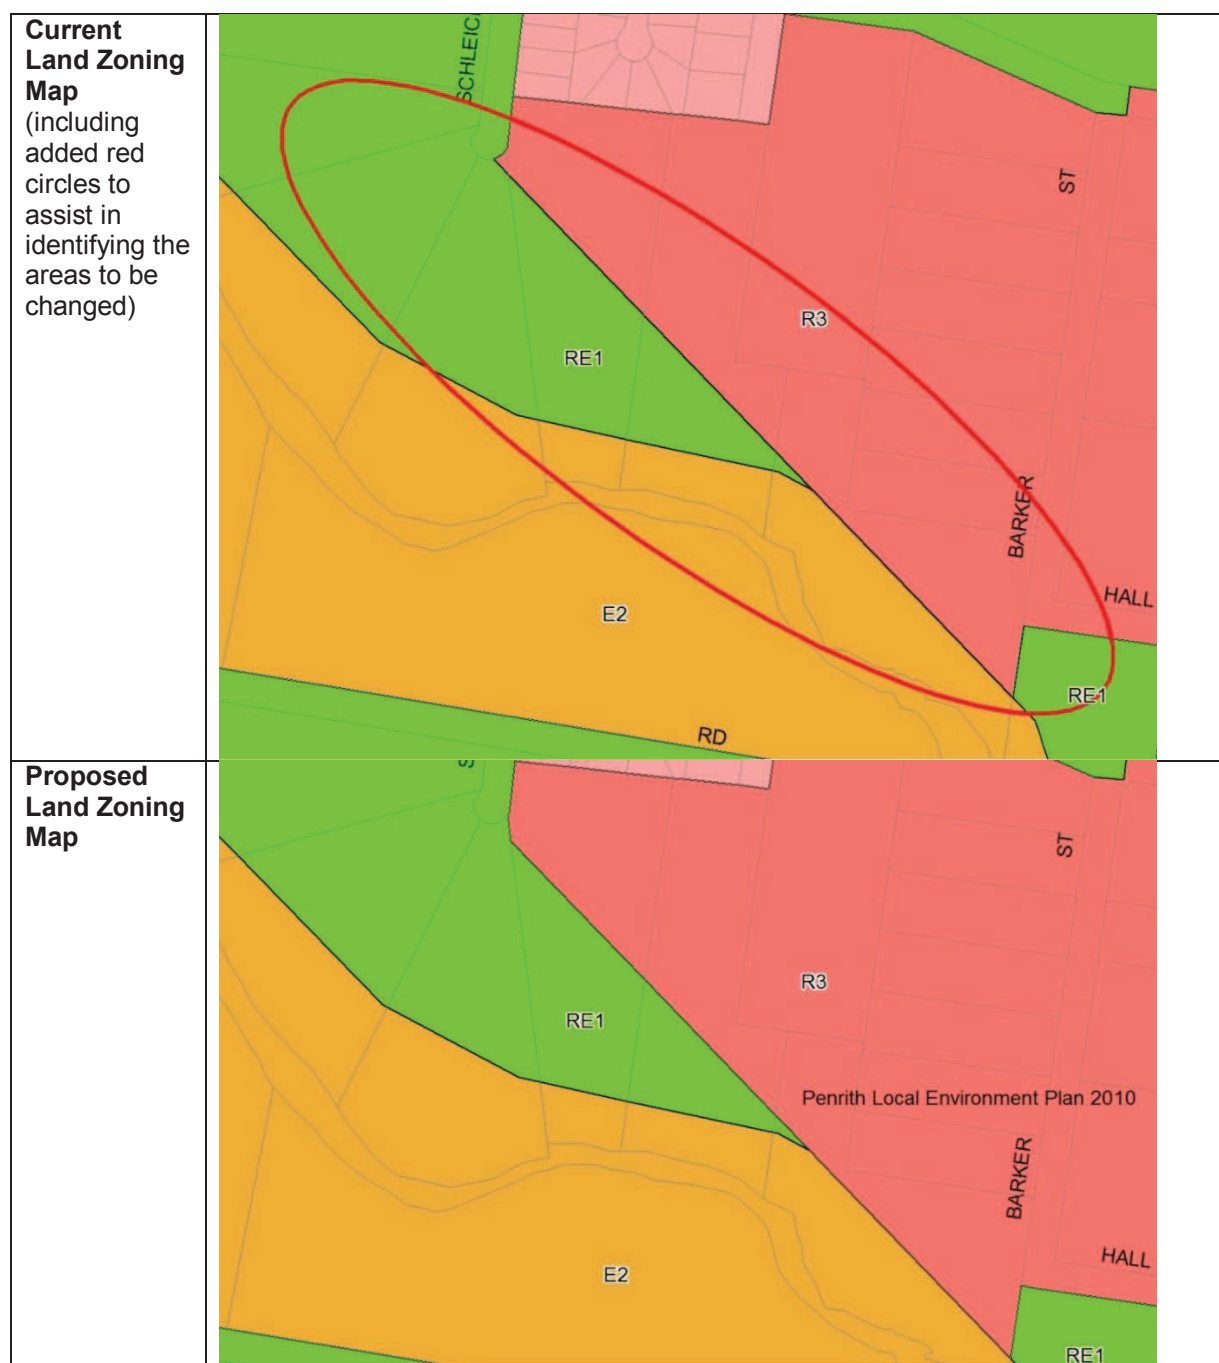 Current
Land Zoning
Map
(including
added red
circles to
assist in
identifying the
areas to be
changed)
SCHLEIC
ST
R3
RE1
BARKER
HALL
E2
RE1
RD
Proposed
Land Zoning
Map
S
ST
R3
RE1
Penrith Local Environment Plan 2010
BARKER
HALL
E2
RE1